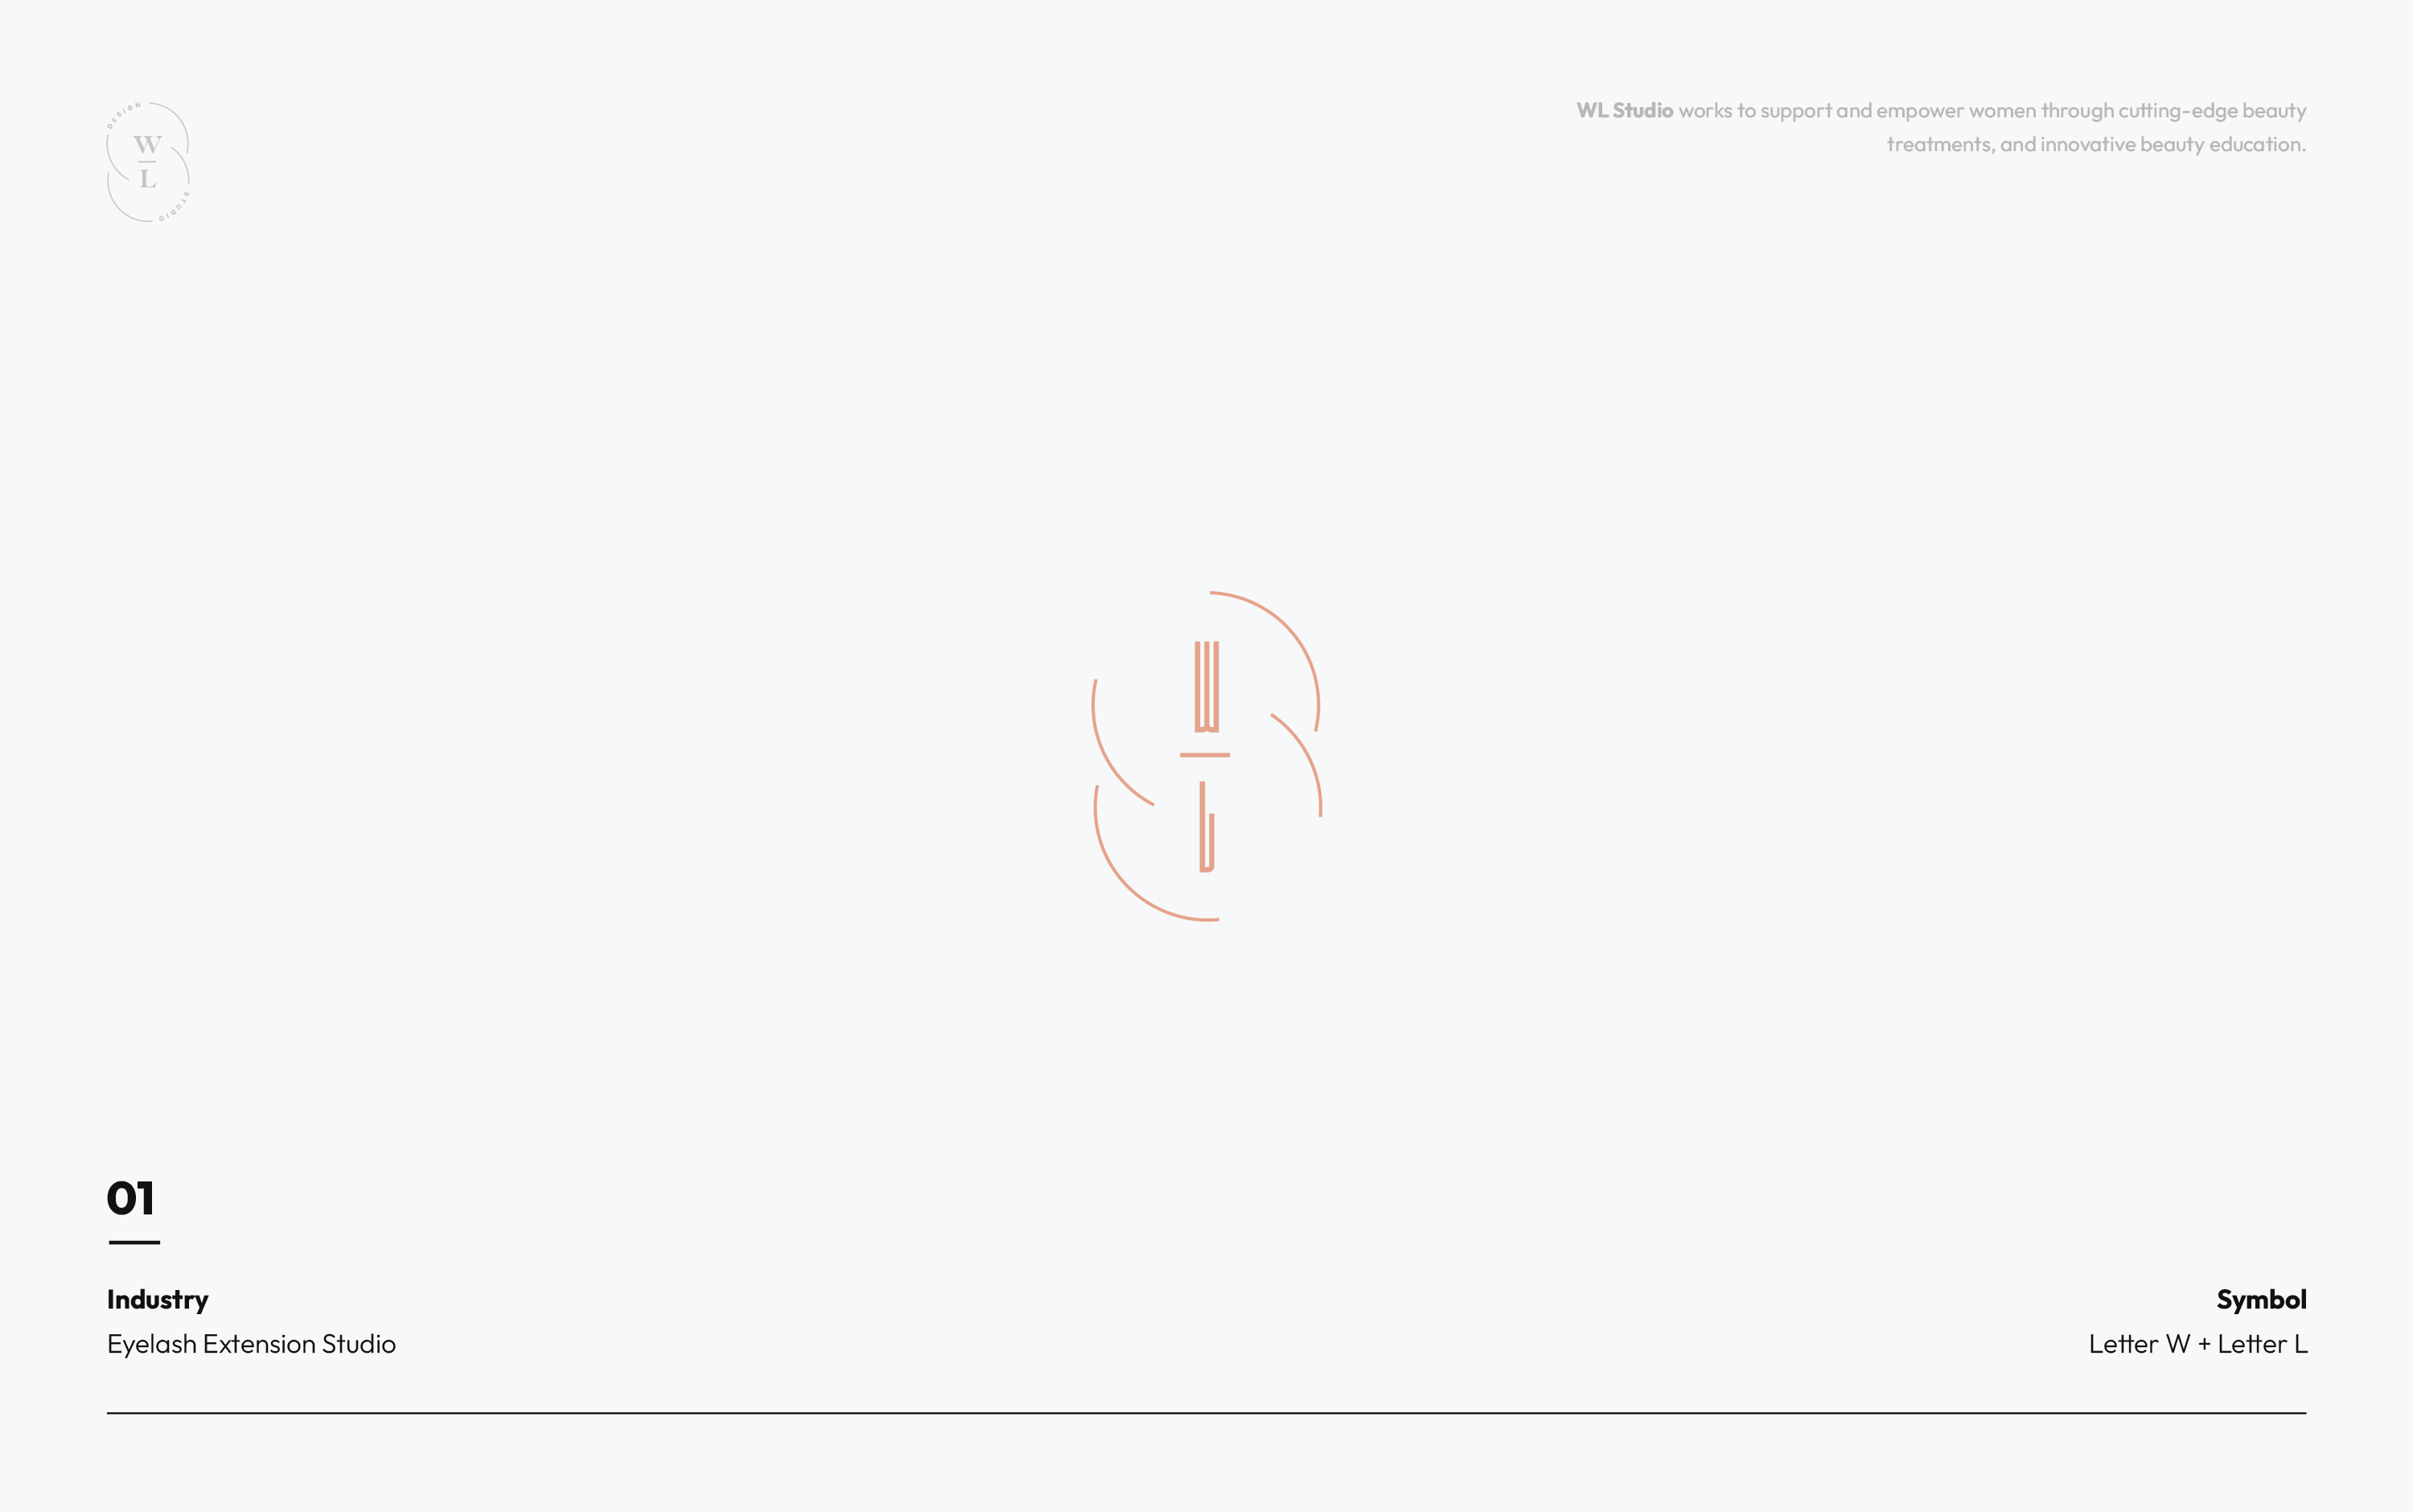 DESIGN
W
L
STUDIO
WL Studio works to support and empower women through cutting-edge beauty
treatments, and innovative beauty education.
W
L
01
Industry
Eyelash Extension Studio
Symbol
Letter W + Letter L